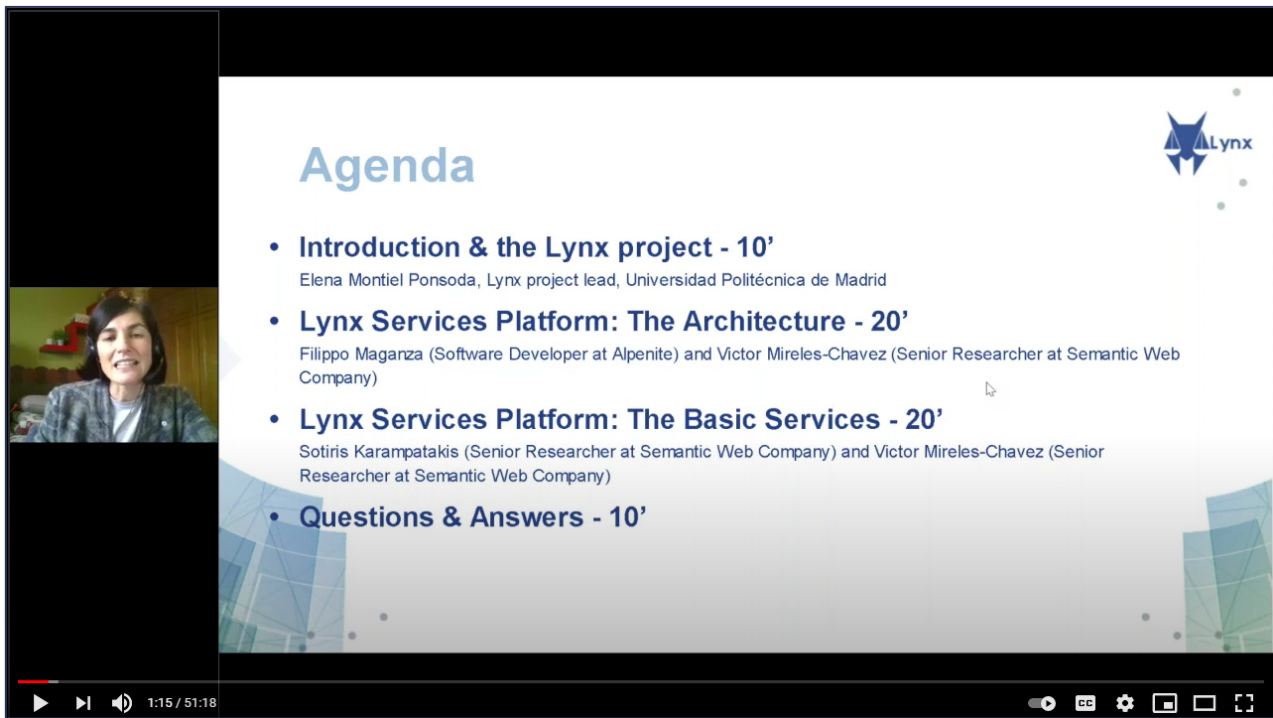 Lynx
Agenda
• Introduction & the Lynx project - 10’
Elena Montiel Ponsoda, Lynx project lead, Universidad Politécnica de Madrid
• Lynx Services Platform: The Architecture - 20’
Filippo Maganza (Software Developer at Alpenite) and Victor Mireles-Chavez (Senior Researcher at Semantic Web
Company)
• Lynx Services Platform: The Basic Services - 20’
Sotiris Karampatakis (Senior Researcher at Semantic Web Company) and Victor Mireles-Chavez (Senior
Researcher at Semantic Web Company)
• Questions & Answers - 10’
1:15 / 51:18
CC